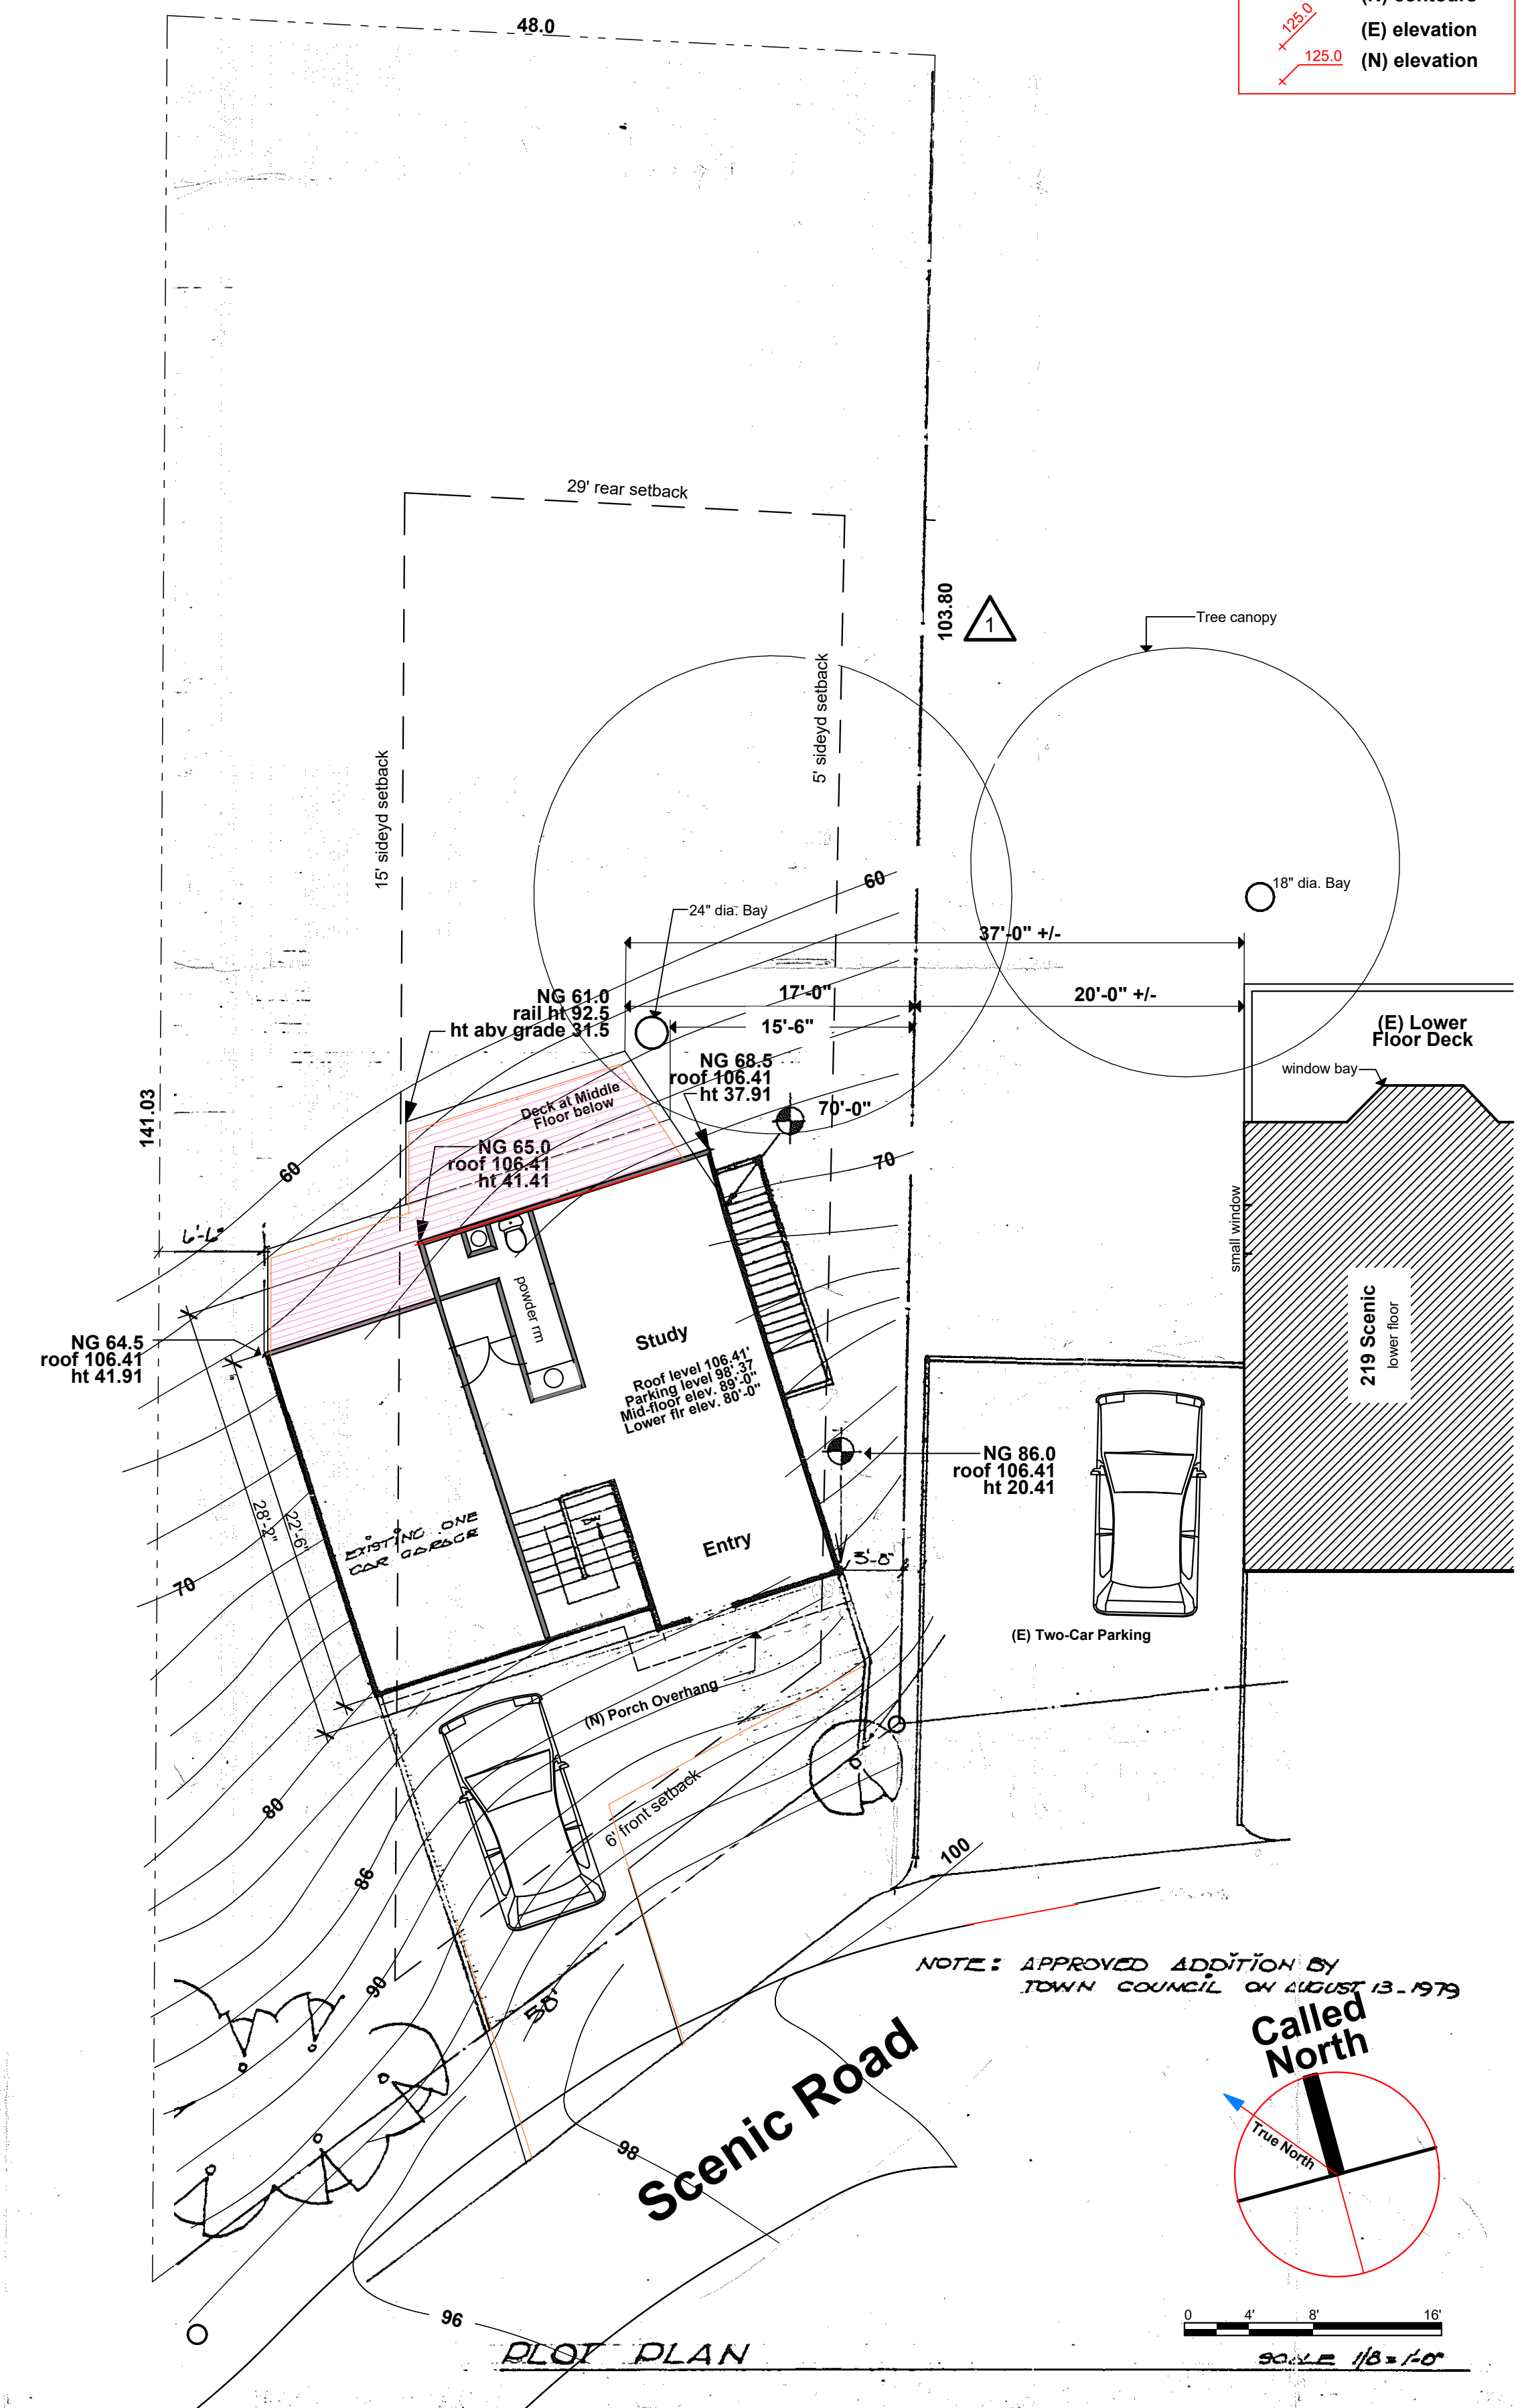 48.0
(E) elevation
125.0
(N) elevation
125.0
29' rear setback
103.80
1
Tree canopy
5' sideyd setback
15' sideyd setback
60
18" dia. Bay
24" dia. Bay
37'-0" +/-
NG 61.0
rail ht 92.5
ht abv grade 31.5
17'-0"
20'-0" +/-
15'-6"
(E) Lower
Floor Deck
window bay
NG 68.5
roof 106.41
ht 37.91
70'-0"
Deck at Middle
Floor below
141.03
NG 65.0
roof 106.41
ht 41.41
60
70
6'-6"
small window
powder rm
219 Scenic
lower floor
Study
NG 64.5
roof 106.41
ht 41.91
Roof level 106.41'
Parking level 98'.37
Mid-floor elev. 89'-0"
Lower flr elev. 80'-0"
NG 86.0
roof 106.41
ht 20.41
28'-2"
22'-6"
EXISTING ONE
CAR GARAGE
DN
Entry
3'-8"
70
(E) Two-Car Parking
(N) Porch Overhang
6' front setback
80
86
100
90
58'
NOTE: APPROVED ADDITION BY
TOWN COUNCIL ON AUGUST 13-1979
Called
North
True North
Scenic Road
98
96
0 4' 8' 16'
PLOT PLAN
SCALE 1/8 = 1'-0"